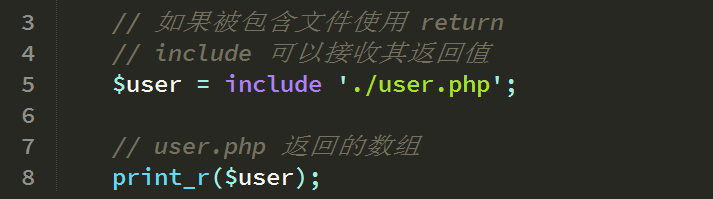 3 // 如果被包含文件使用 return
4 // include 可以接收其返回值
5 $user = include './user.php';
6
7 // user.php 返回的数组
8 print_r($user);